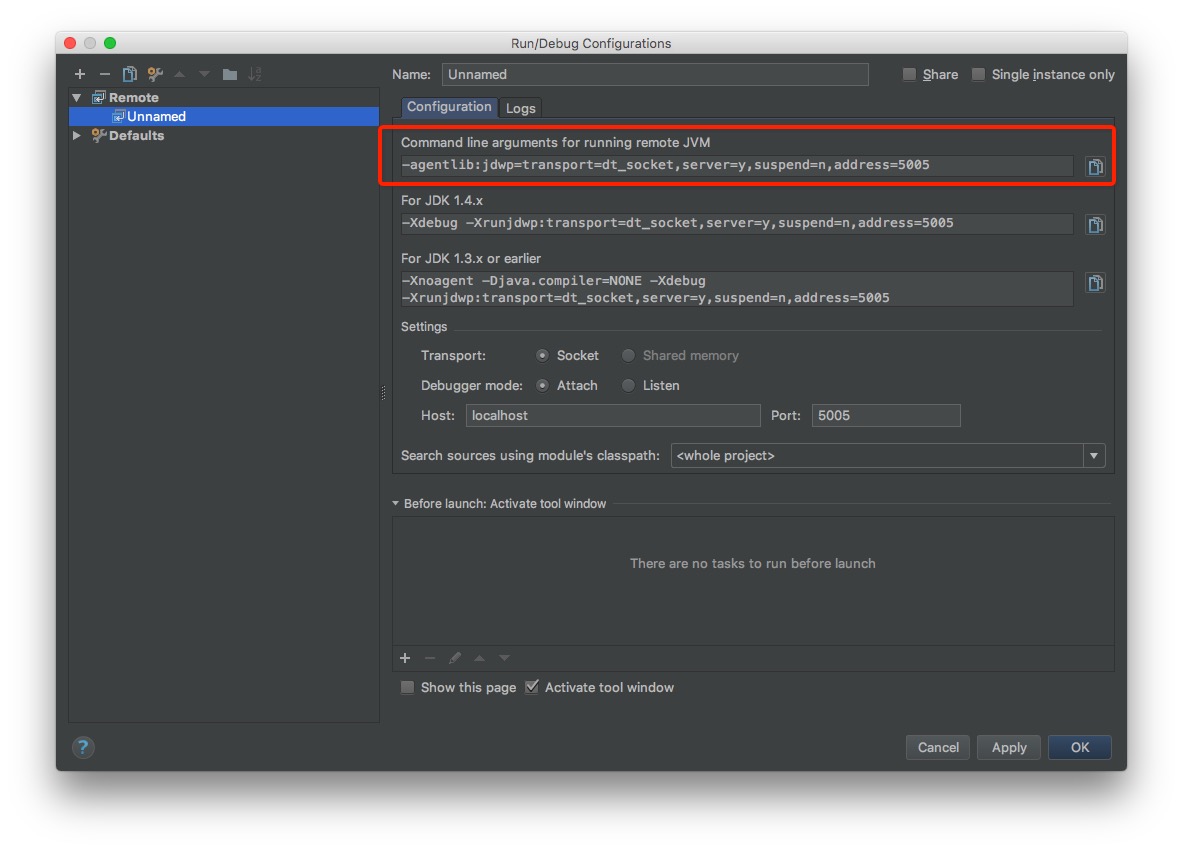 Run/Debug Configurations
Remote
Unnamed
Defaults
Name: Unnamed Share Single instance only
Configuration Logs
Command line arguments for running remote JVM
-agentlib:jdwp=transport=dt_socket,server=y,suspend=n,address=5005
For JDK 1.4.x
-Xdebug -Xrunjdwp:transport=dt_socket,server=y,suspend=n,address=5005
For JDK 1.3.x or earlier
-Xnoagent -Djava.compiler=NONE -Xdebug
-Xrunjdwp:transport=dt_socket,server=y,suspend=n,address=5005
Settings
Transport: Socket Shared memory
Debugger mode: Attach Listen
Host: localhost Port: 5005
Search sources using module's classpath: <whole project>
Before launch: Activate tool window
There are no tasks to run before launch
Show this page Activate tool window
? Cancel Apply OK